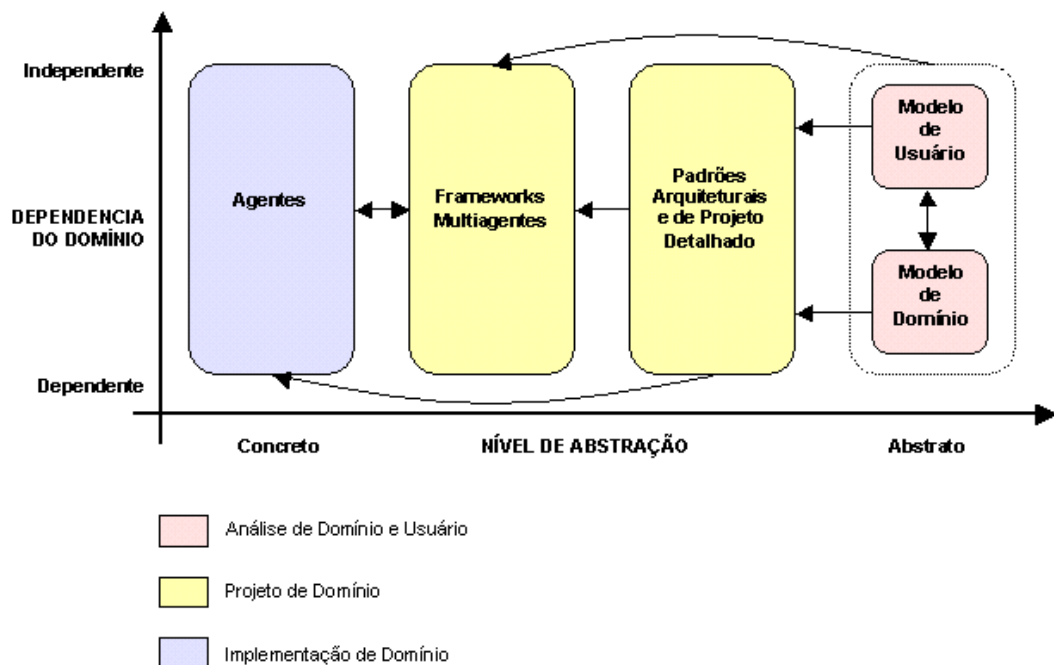 Independente
DEPENDENCIA
DO DOMÍNIO
Dependente
Agentes
Frameworks
Multiagentes
Padrões
Arquiteturais
e de Projeto
Detalhado
Modelo
de
Usuário
Modelo
de
Domínio
Concreto
NÍVEL DE ABSTRAÇÃO
Abstrato
Análise de Domínio e Usuário
Projeto de Domínio
Implementação de Domínio